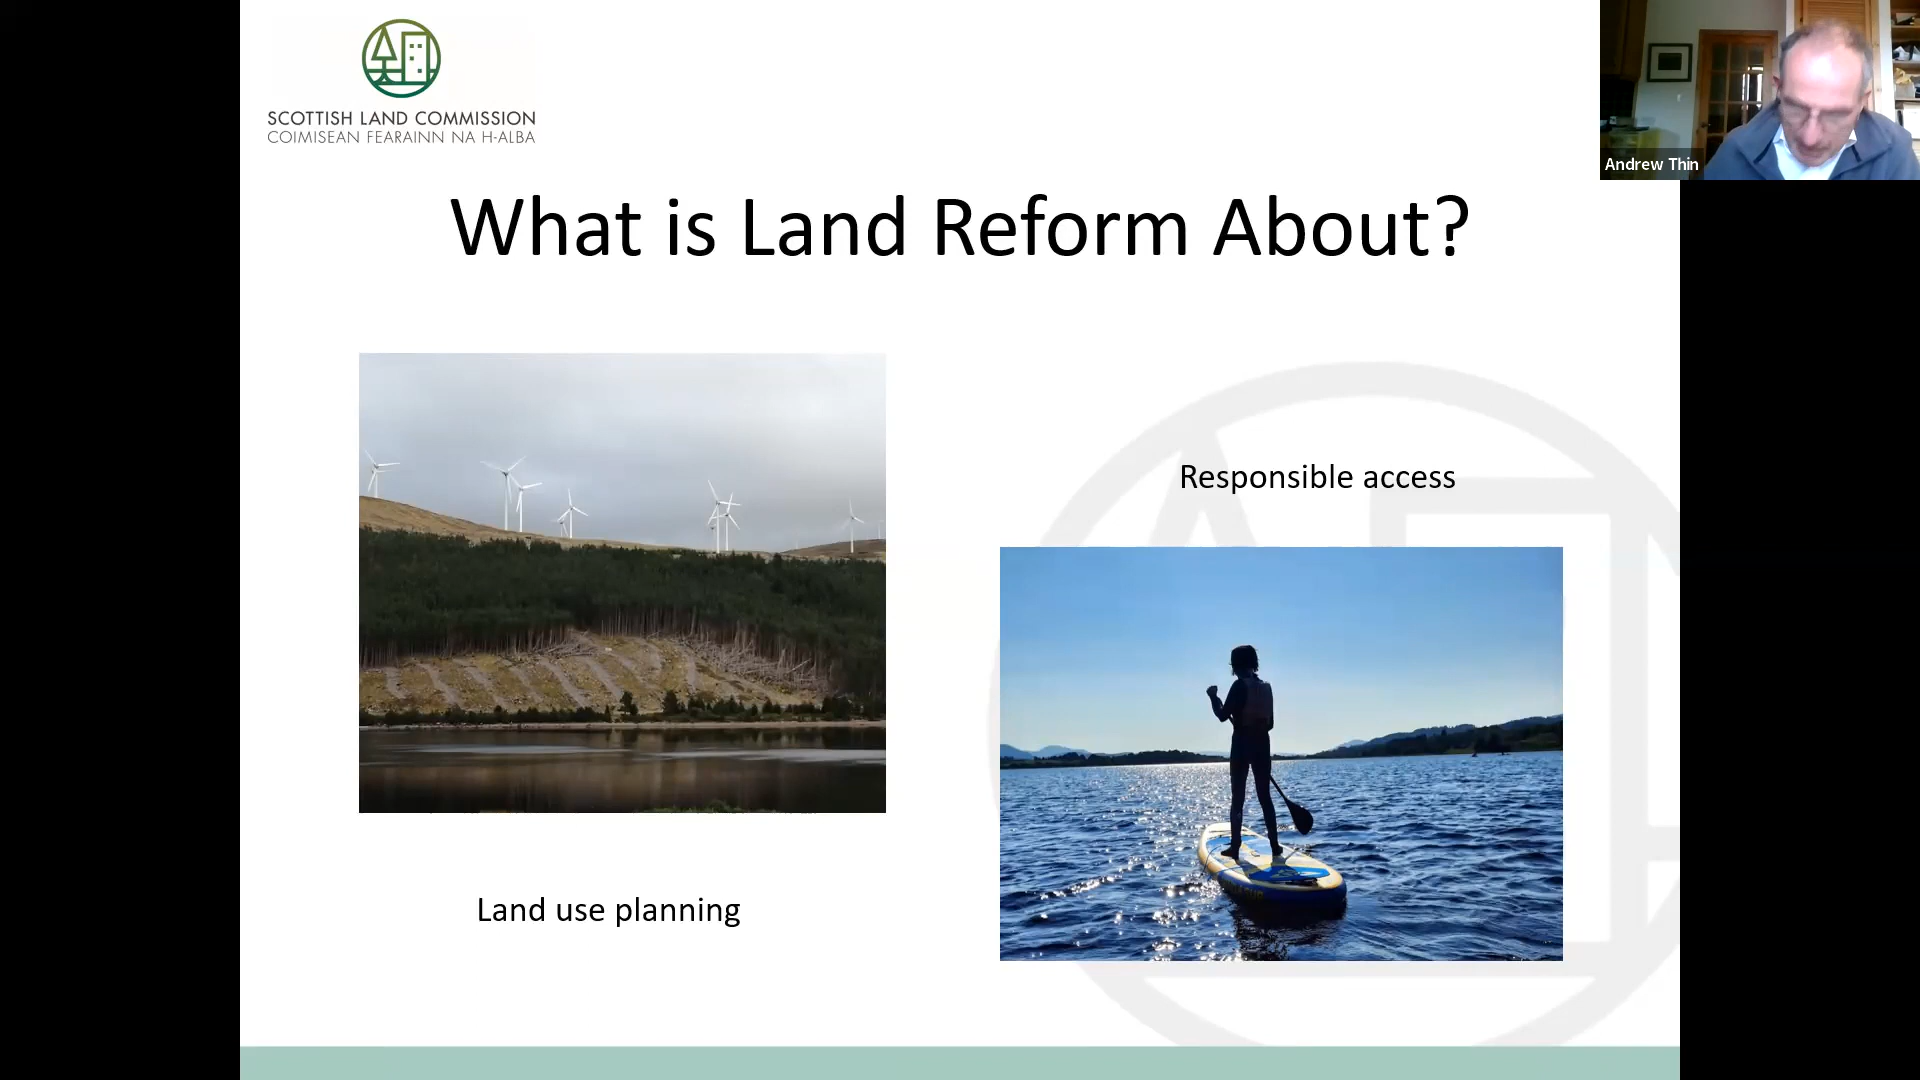 SCOTTISH LAND COMMISSION
COIMISEAN FEARAINN NA H-ALBA
Andrew Thin
What is Land Reform About?
Responsible access
Land use planning